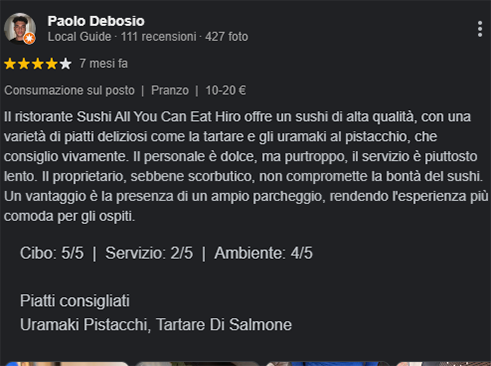 Paolo Debosio
Local Guide · 111 recensioni · 427 foto
7 mesi fa
Consumazione sul posto | Pranzo | 10-20 €
Il ristorante Sushi All You Can Eat Hiro offre un sushi di alta qualità, con una
varietà di piatti deliziosi come la tartare e gli uramaki al pistacchio, che
consiglio vivamente. Il personale è dolce, ma purtroppo, il servizio è piuttosto
lento. Il proprietario, sebbene scorbutico, non compromette la bontà del sushi.
Un vantaggio è la presenza di un ampio parcheggio, rendendo l'esperienza più
comoda per gli ospiti.
Cibo: 5/5 | Servizio: 2/5 | Ambiente: 4/5
Piatti consigliati
Uramaki Pistacchi, Tartare Di Salmone